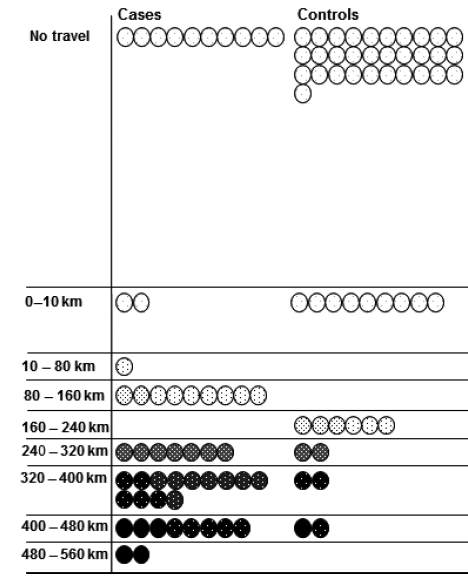 Cases Controls
No travel
0–10 km
10 – 80 km
80 – 160 km
160 – 240 km
240 – 320 km
320 – 400 km
400 – 480 km
480 – 560 km